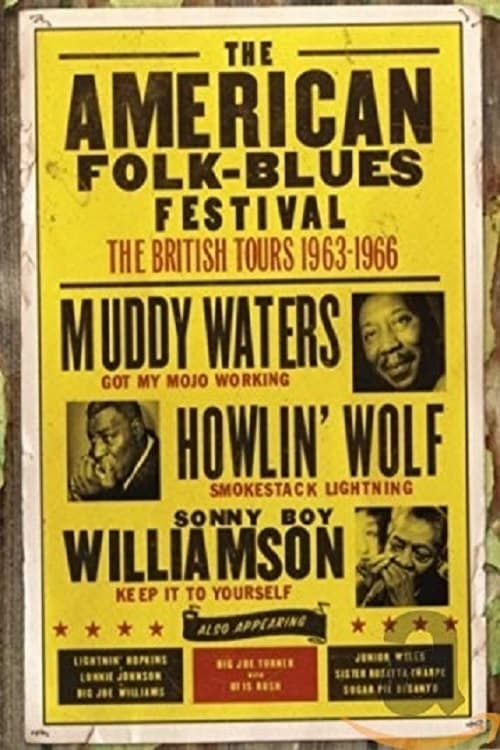 THE
AMERICAN
FOLK-BLUES
FESTIVAL
THE BRITISH TOURS 1963-1966
MUDDY WATERS
GOT MY MOJO WORKING
HOWLIN' WOLF
SMOKESTACK LIGHTNING
SONNY BOY
WILLIAMSON
KEEP IT TO YOURSELF
ALSO APPEARING
LIGHTNIN' HOPKINS
LONNIE JOHNSON
BIG JOE WILLIAMS
BIG JOE TURNER
WITH
OTIS RUSH
JUNIOR WELLS
SISTER ROSETTA THARPE
SUGAR PIE DESANTO
a